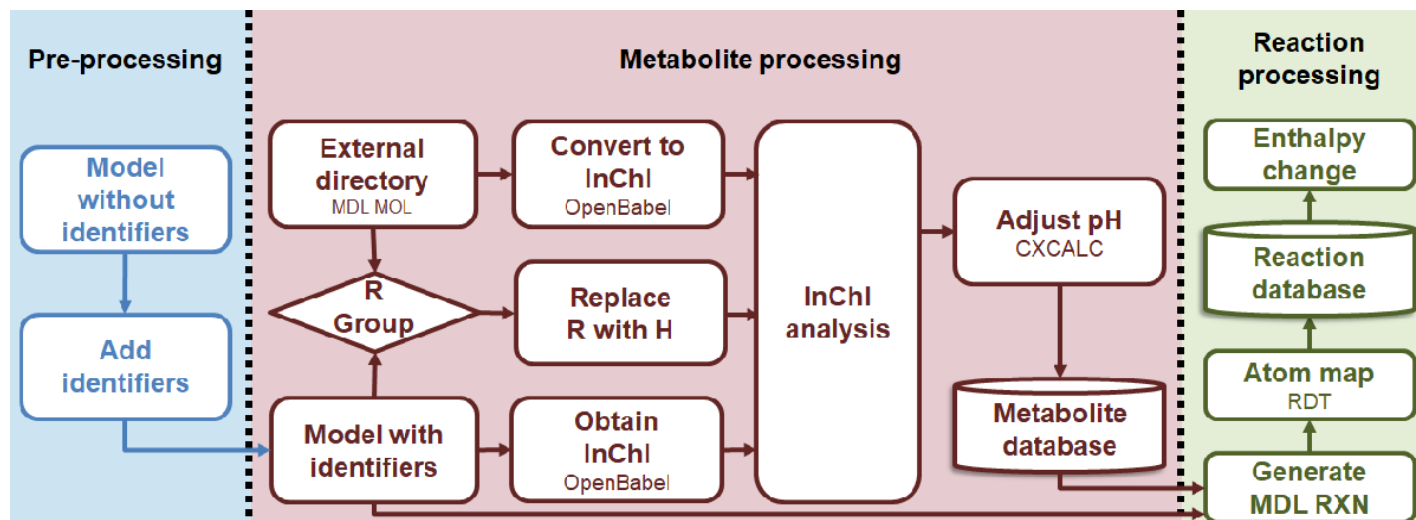 Pre-processing
Model
without
identifiers
Add
identifiers
Metabolite processing
External
directory
MDL MOL
Convert to
InChI
OpenBabel
R
Group
Replace
R with H
Model with
identifiers
Obtain
InChI
OpenBabel
InChI
analysis
Adjust pH
CXCALC
Metabolite
database
Reaction
processing
Enthalpy
change
Reaction
database
Atom map
RDT
Generate
MDL RXN